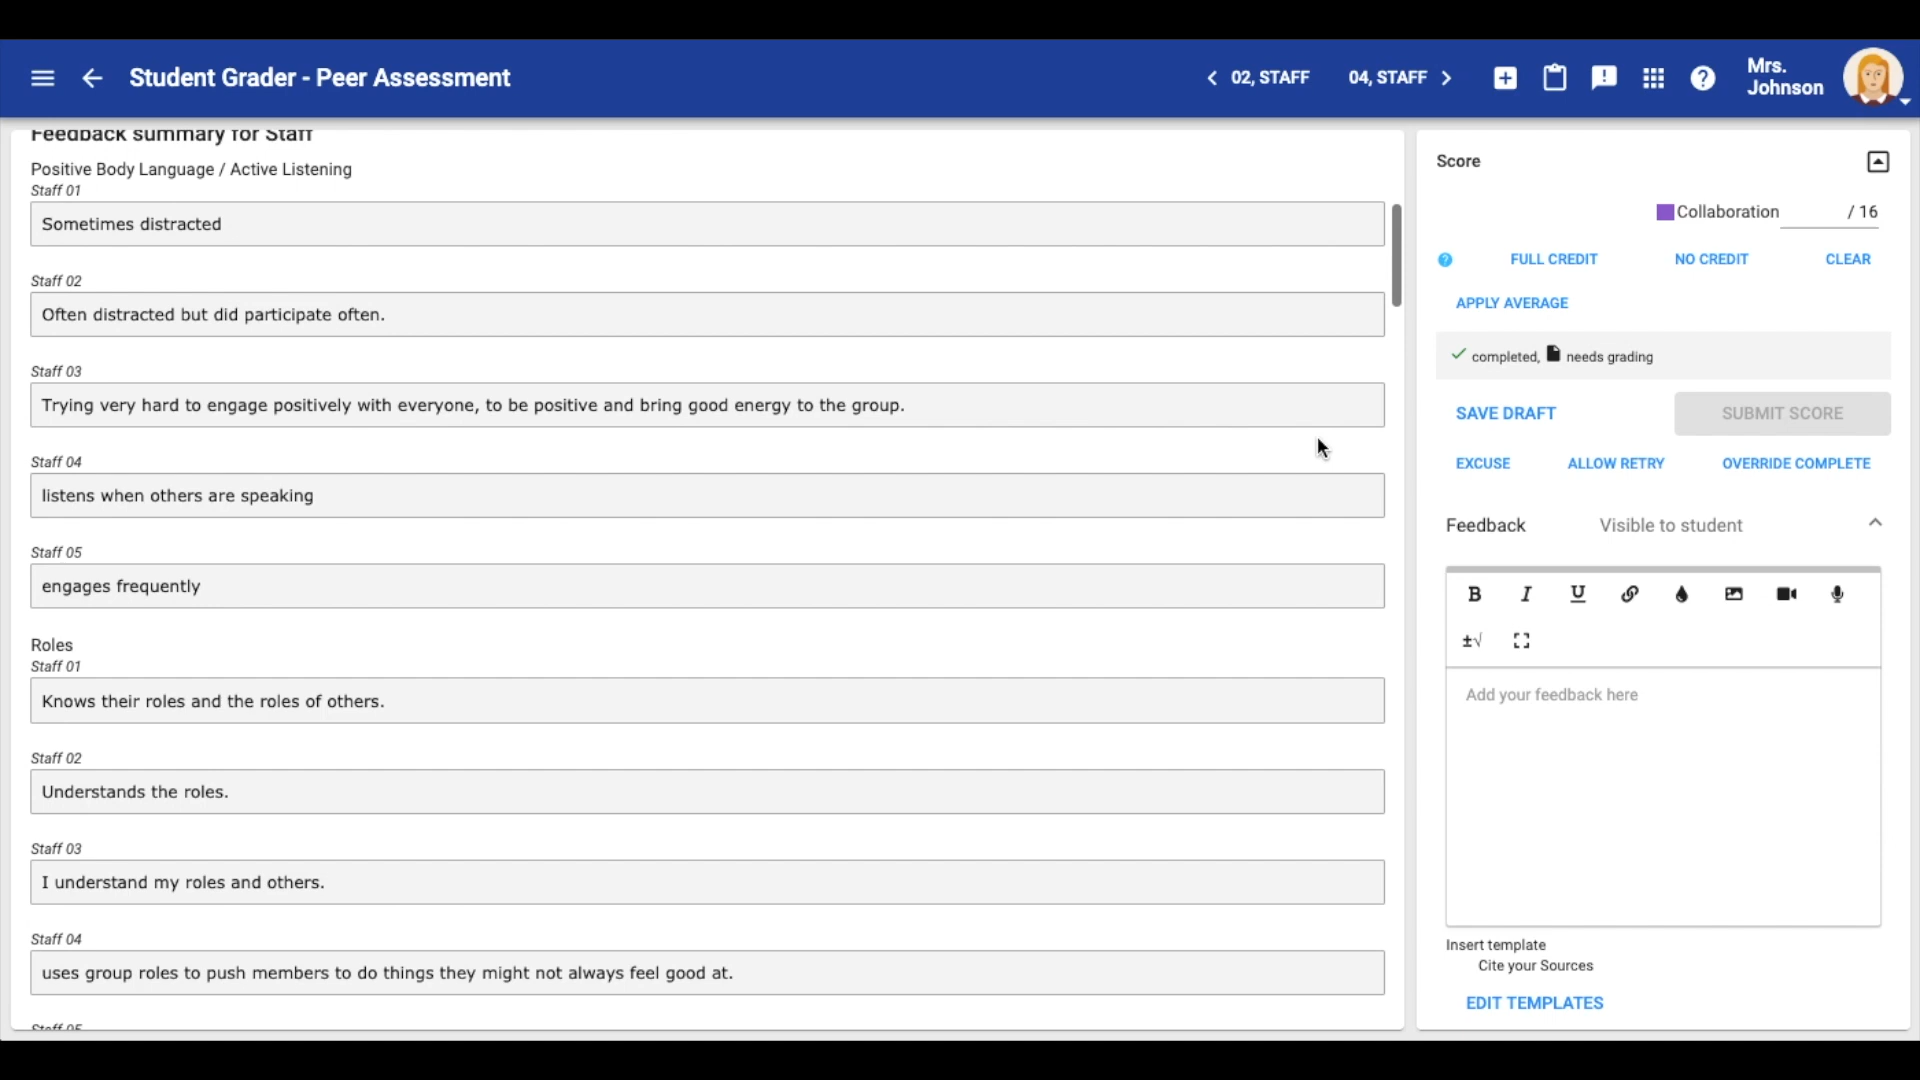 Student Grader - Peer Assessment
02, STAFF
04, STAFF
Mrs. Johnson
Feedback summary for Staff
Positive Body Language / Active Listening
Staff 01
Sometimes distracted
Staff 02
Often distracted but did participate often.
Staff 03
Trying very hard to engage positively with everyone, to be positive and bring good energy to the group.
Staff 04
listens when others are speaking
Staff 05
engages frequently
Roles
Staff 01
Knows their roles and the roles of others.
Staff 02
Understands the roles.
Staff 03
I understand my roles and others.
Staff 04
uses group roles to push members to do things they might not always feel good at.
Staff 05
Score
Collaboration / 16
FULL CREDIT NO CREDIT CLEAR
APPLY AVERAGE
completed, needs grading
SAVE DRAFT SUBMIT SCORE
EXCUSE ALLOW RETRY OVERRIDE COMPLETE
Feedback Visible to student
B I U
±√
Add your feedback here
Insert template
Cite your Sources
EDIT TEMPLATES